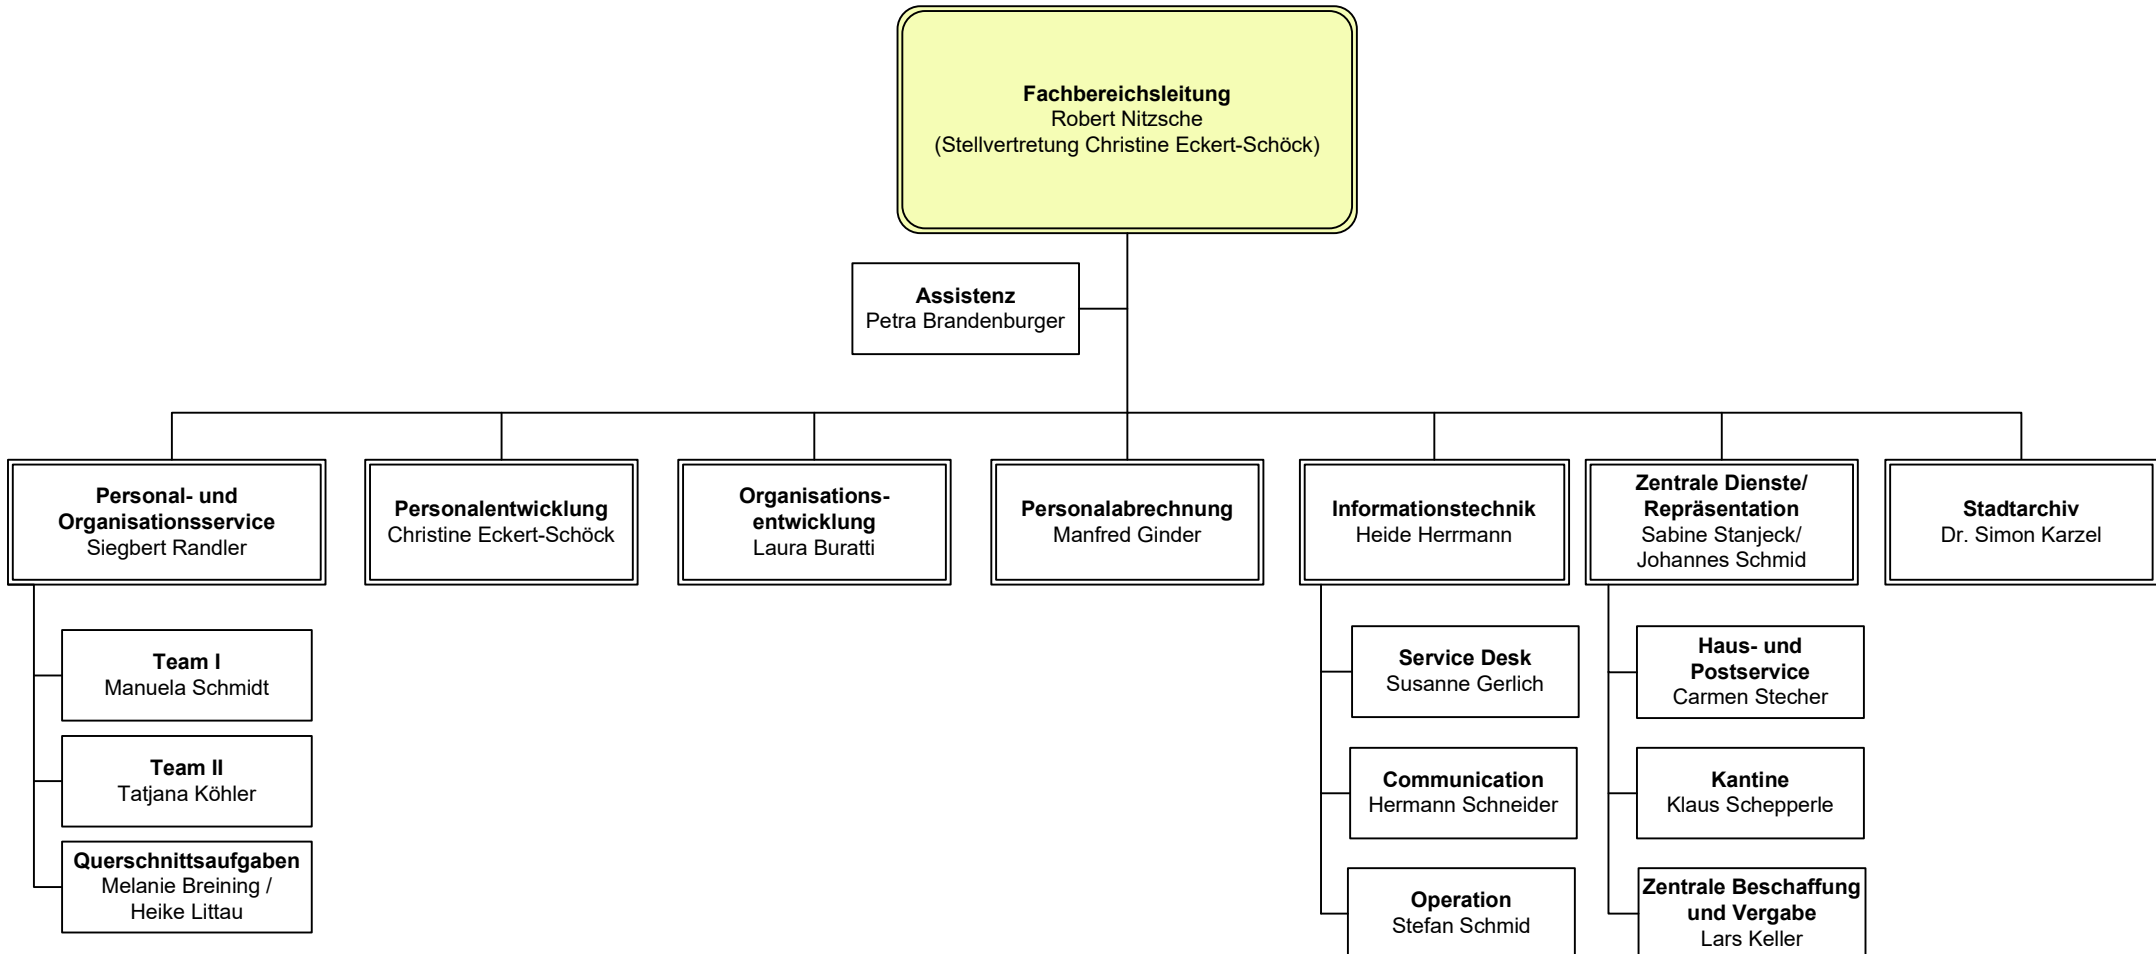 Fachbereichsleitung
Robert Nitzsche
(Stellvertretung Christine Eckert-Schöck)
Assistenz
Petra Brandenburger
Personal- und
Organisationsservice
Siegbert Randler
Personalentwicklung
Christine Eckert-Schöck
Organisations-
entwicklung
Laura Buratti
Personalabrechnung
Manfred Ginder
Informationstechnik
Heide Herrmann
Zentrale Dienste/
Repräsentation
Sabine Stanjeck/
Johannes Schmid
Stadtarchiv
Dr. Simon Karzel
Team I
Manuela Schmidt
Team II
Tatjana Köhler
Querschnittsaufgaben
Melanie Breining /
Heike Littau
Service Desk
Susanne Gerlich
Communication
Hermann Schneider
Operation
Stefan Schmid
Haus- und
Postservice
Carmen Stecher
Kantine
Klaus Schepperle
Zentrale Beschaffung
und Vergabe
Lars Keller